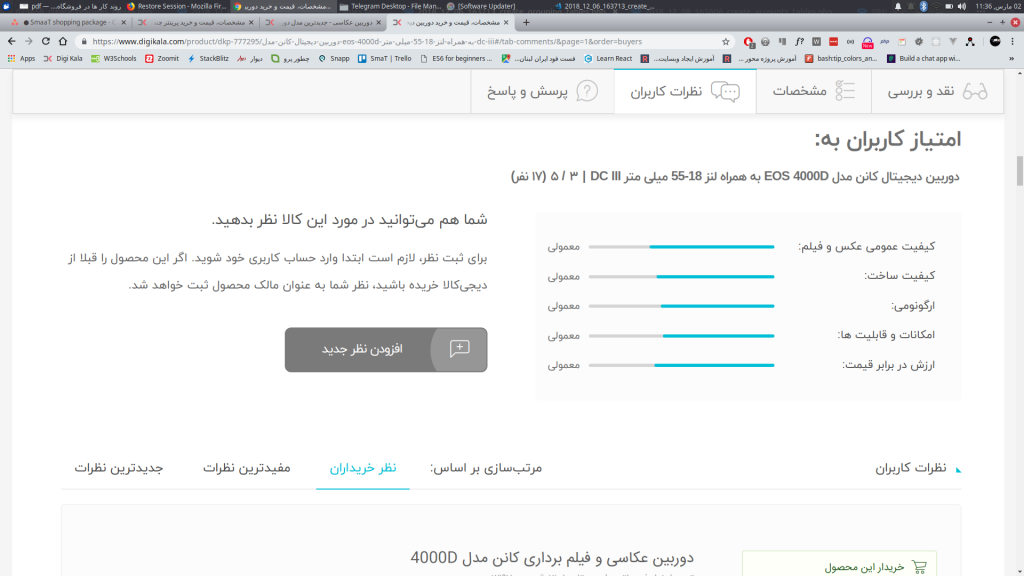 02 مارس, 11:36
روند کار ها در فروشگاه... — pdf
Restore Session - Mozilla Fir...
مشخصات، قیمت و خرید دوربی...
Telegram Desktop - File Man...
[Software Updater]
2018_12_06_163713_create_...
SmaaT shopping package -
مشخصات، قیمت و خرید پرینتر
دوربین عکاسی - جدیدترین مدل دور
مشخصات، قیمت و خرید دوربین
https://www.digikala.com/product/dkp-777295/دوربین-دیجیتال-کانن-مدل-eos-4000d-به-همراه-لنز-18-55-میلی-متر-dc-iii#/tab-comments/&page=1&order=buyers
Apps
Digi Kala
W3Schools
Zoomit
StackBlitz
دیوار
چطور پرو
Snapp
SmaT | Trello
ES6 for beginners ...
فست فود ایران لبنان...
Learn React
آموزش ایجاد وبسایت...
آموزش پروژه محور ...
bash:tip_colors_an...
Build a chat app wi...
»
نقد و بررسی
مشخصات
نظرات کاربران
پرسش و پاسخ
امتیاز کاربران به:
دوربین دیجیتال کانن مدل EOS 4000D به همراه لنز 18-55 میلی متر DC III | ۳ / ۵ (۱۷ نفر)
کیفیت عمومی عکس و فیلم: معمولی
کیفیت ساخت: معمولی
ارگونومی: معمولی
امکانات و قابلیت ها: معمولی
ارزش در برابر قیمت: معمولی
شما هم می‌توانید در مورد این کالا نظر بدهید.
برای ثبت نظر، لازم است ابتدا وارد حساب کاربری خود شوید. اگر این محصول را قبلا از
دیجی‌کالا خریده باشید، نظر شما به عنوان مالک محصول ثبت خواهد شد.
افزودن نظر جدید
نظرات کاربران
مرتب‌سازی بر اساس: نظر خریداران مفیدترین نظرات جدیدترین نظرات
خریدار این محصول
دوربین عکاسی و فیلم برداری کانن مدل 4000D